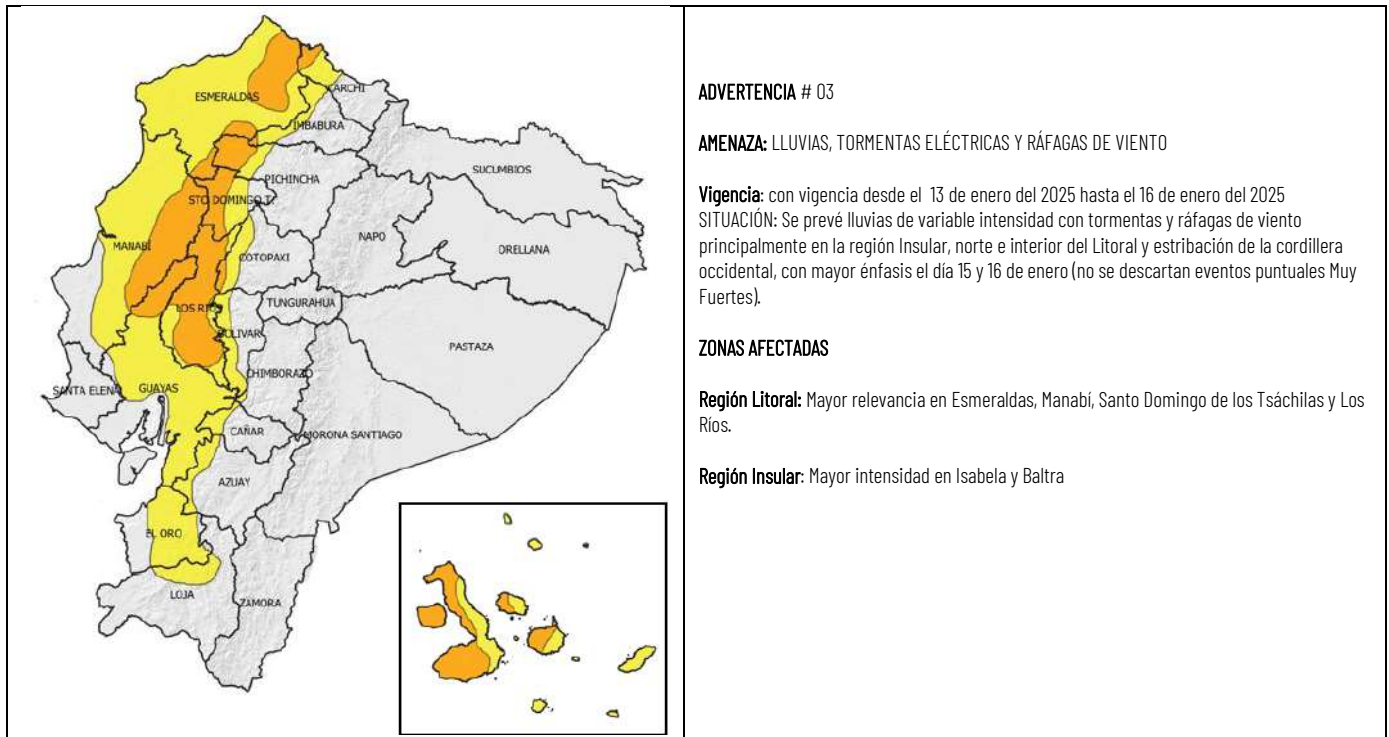 ESMERALDAS
CARCHI
IMBABURA
SUCUMBIOS
PICHINCHA
STO DOMINGO T.
NAPO
MANABÍ
ORELLANA
COTOPAXI
TUNGURAHUA
LOS RIOS
BOLIVAR
PASTAZA
CHIMBORAZO
SANTA ELENA
GUAYAS
CAÑAR
MORONA SANTIAGO
AZUAY
EL ORO
LOJA
ZAMORA
ADVERTENCIA # 03
AMENAZA: LLUVIAS, TORMENTAS ELÉCTRICAS Y RÁFAGAS DE VIENTO
Vigencia: con vigencia desde el 13 de enero del 2025 hasta el 16 de enero del 2025
SITUACIÓN: Se prevé lluvias de variable intensidad con tormentas y ráfagas de viento
principalmente en la región Insular, norte e interior del Litoral y estribación de la cordillera
occidental, con mayor énfasis el día 15 y 16 de enero (no se descartan eventos puntuales Muy
Fuertes).
ZONAS AFECTADAS
Región Litoral: Mayor relevancia en Esmeraldas, Manabí, Santo Domingo de los Tsáchilas y Los
Ríos.
Región Insular: Mayor intensidad en Isabela y Baltra